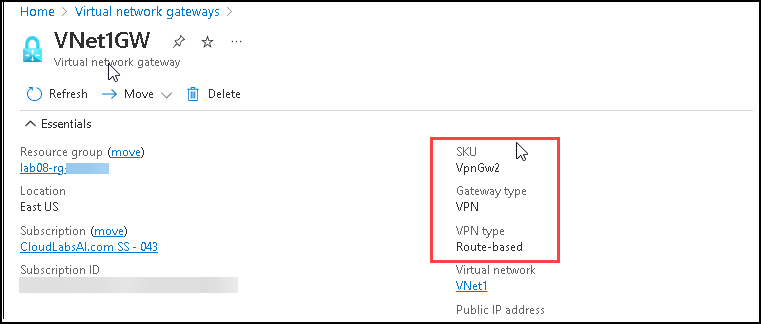 Home > Virtual network gateways >
VNet1GW
Virtual network gateway
Refresh
Move
Delete
Essentials
Resource group (move)
lab08-rg-
Location
East US
Subscription (move)
CloudLabsAI.com SS - 043
Subscription ID
SKU
VpnGw2
Gateway type
VPN
VPN type
Route-based
Virtual network
VNet1
Public IP address